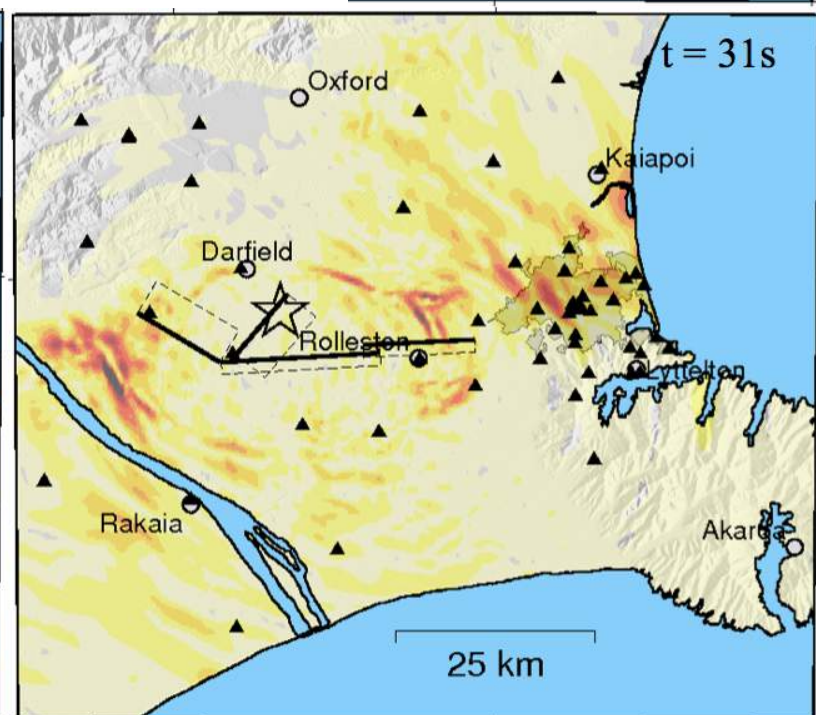 t = 31s
Oxford
Kaiapoi
Darfield
Rolleston
Lyttelton
Rakaia
Akaroa
25 km